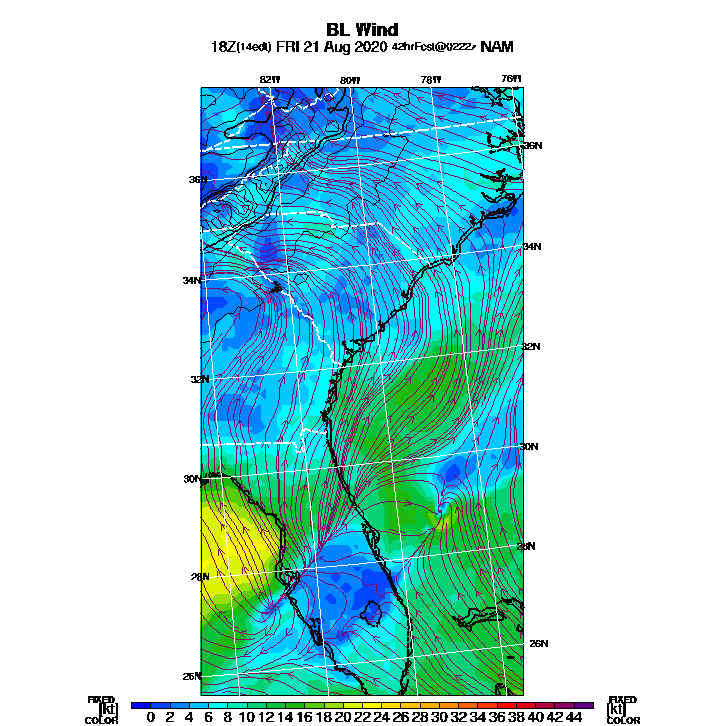 BL Wind
18Z(14edt) FRI 21 Aug 2020 42hrFcst@0222z NAM
82W 80W 78W 76W
36N
36N
34N
34N
32N
32N
30N
30N
28N
28N
26N
26N
FIXED FIXED
[kt] 0 2 4 6 8 10 12 14 16 18 20 22 24 26 28 30 32 34 36 38 40 42 44 [kt]
COLOR COLOR